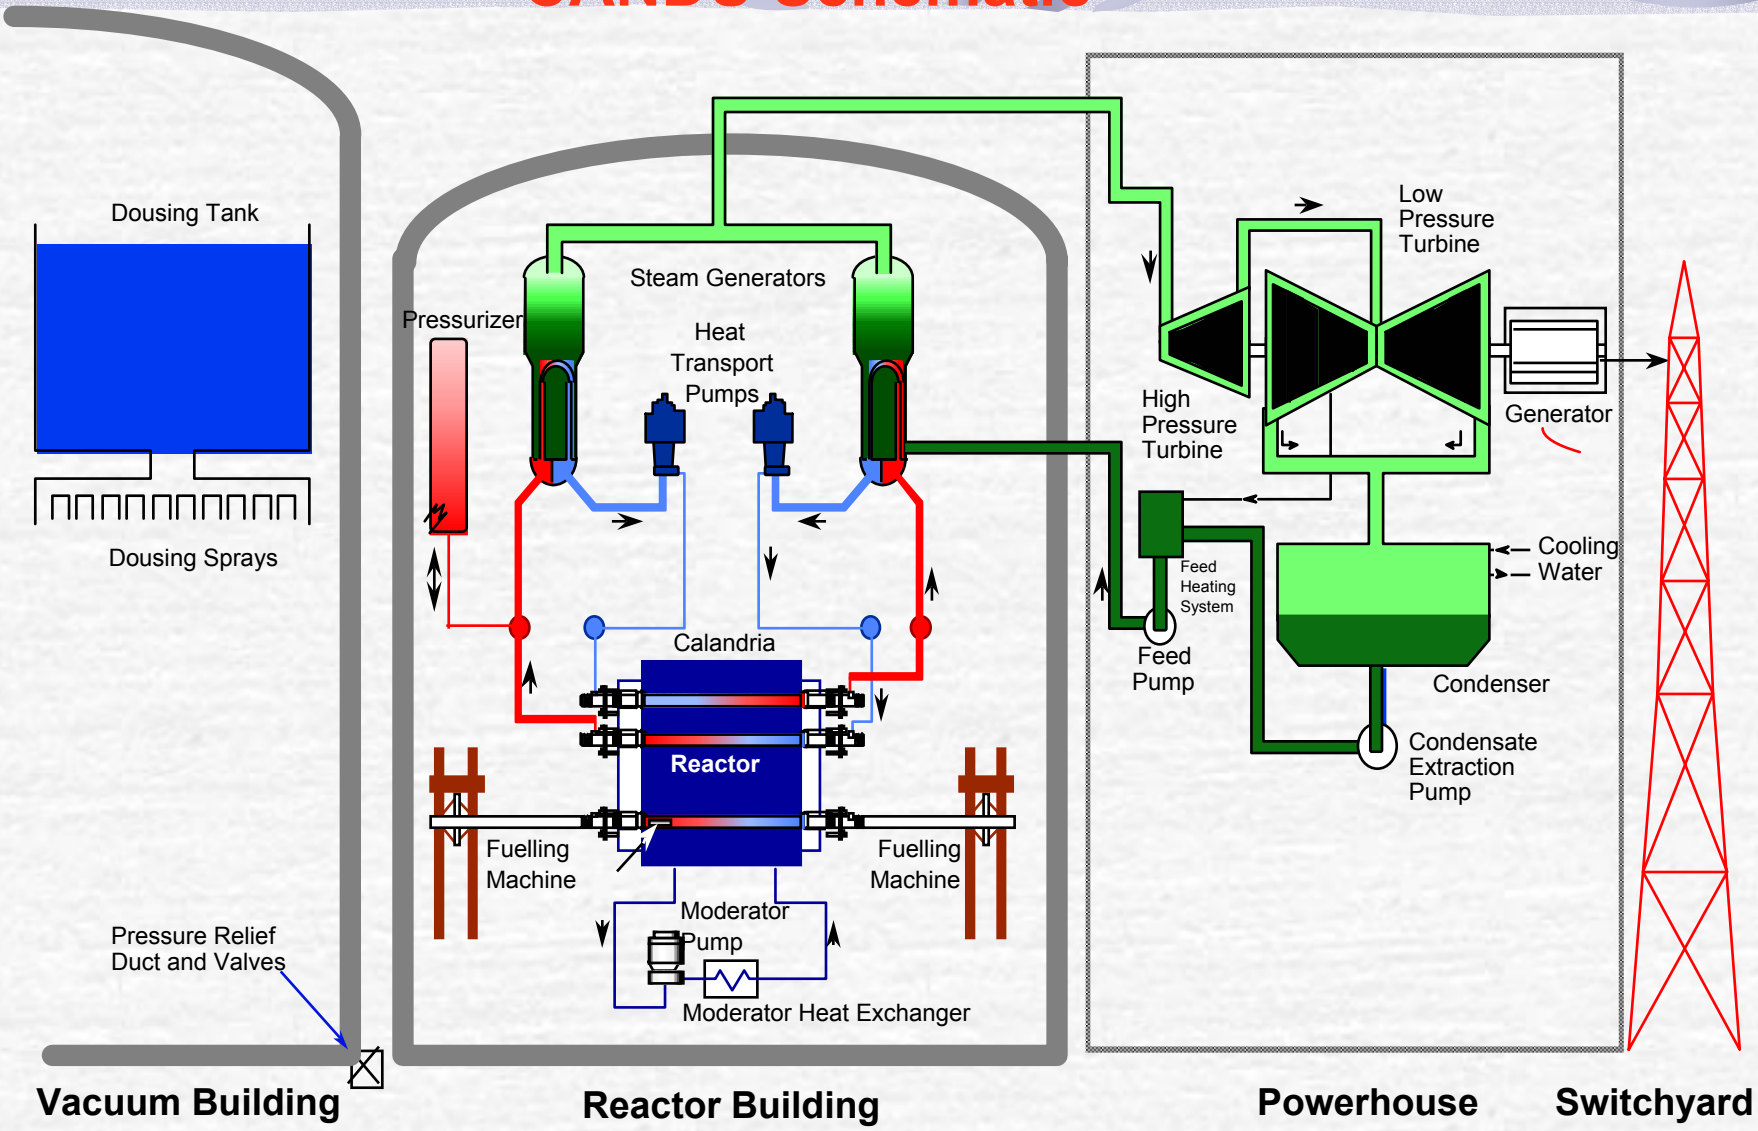 CANDU Schematic
Dousing Tank
Dousing Sprays
Pressure Relief
Duct and Valves
Vacuum Building
Pressurizer
Steam Generators
Heat
Transport
Pumps
Calandria
Reactor
Fuelling
Machine
Fuelling
Machine
Moderator
Pump
Moderator Heat Exchanger
Reactor Building
Low
Pressure
Turbine
High
Pressure
Turbine
Generator
Feed
Heating
System
Cooling
Water
Feed
Pump
Condenser
Condensate
Extraction
Pump
Powerhouse
Switchyard